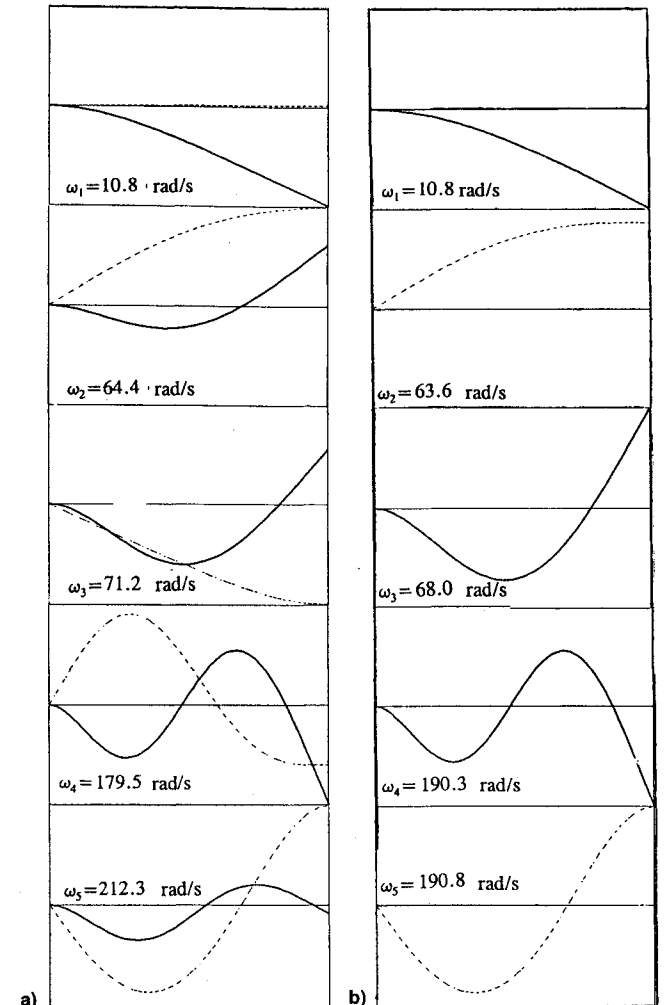 ω₁=10.8 rad/s
ω₂=64.4 rad/s
ω₃=71.2 rad/s
ω₄=179.5 rad/s
ω₅=212.3 rad/s
a)
ω₁=10.8 rad/s
ω₂=63.6 rad/s
ω₃=68.0 rad/s
ω₄=190.3 rad/s
ω₅=190.8 rad/s
b)